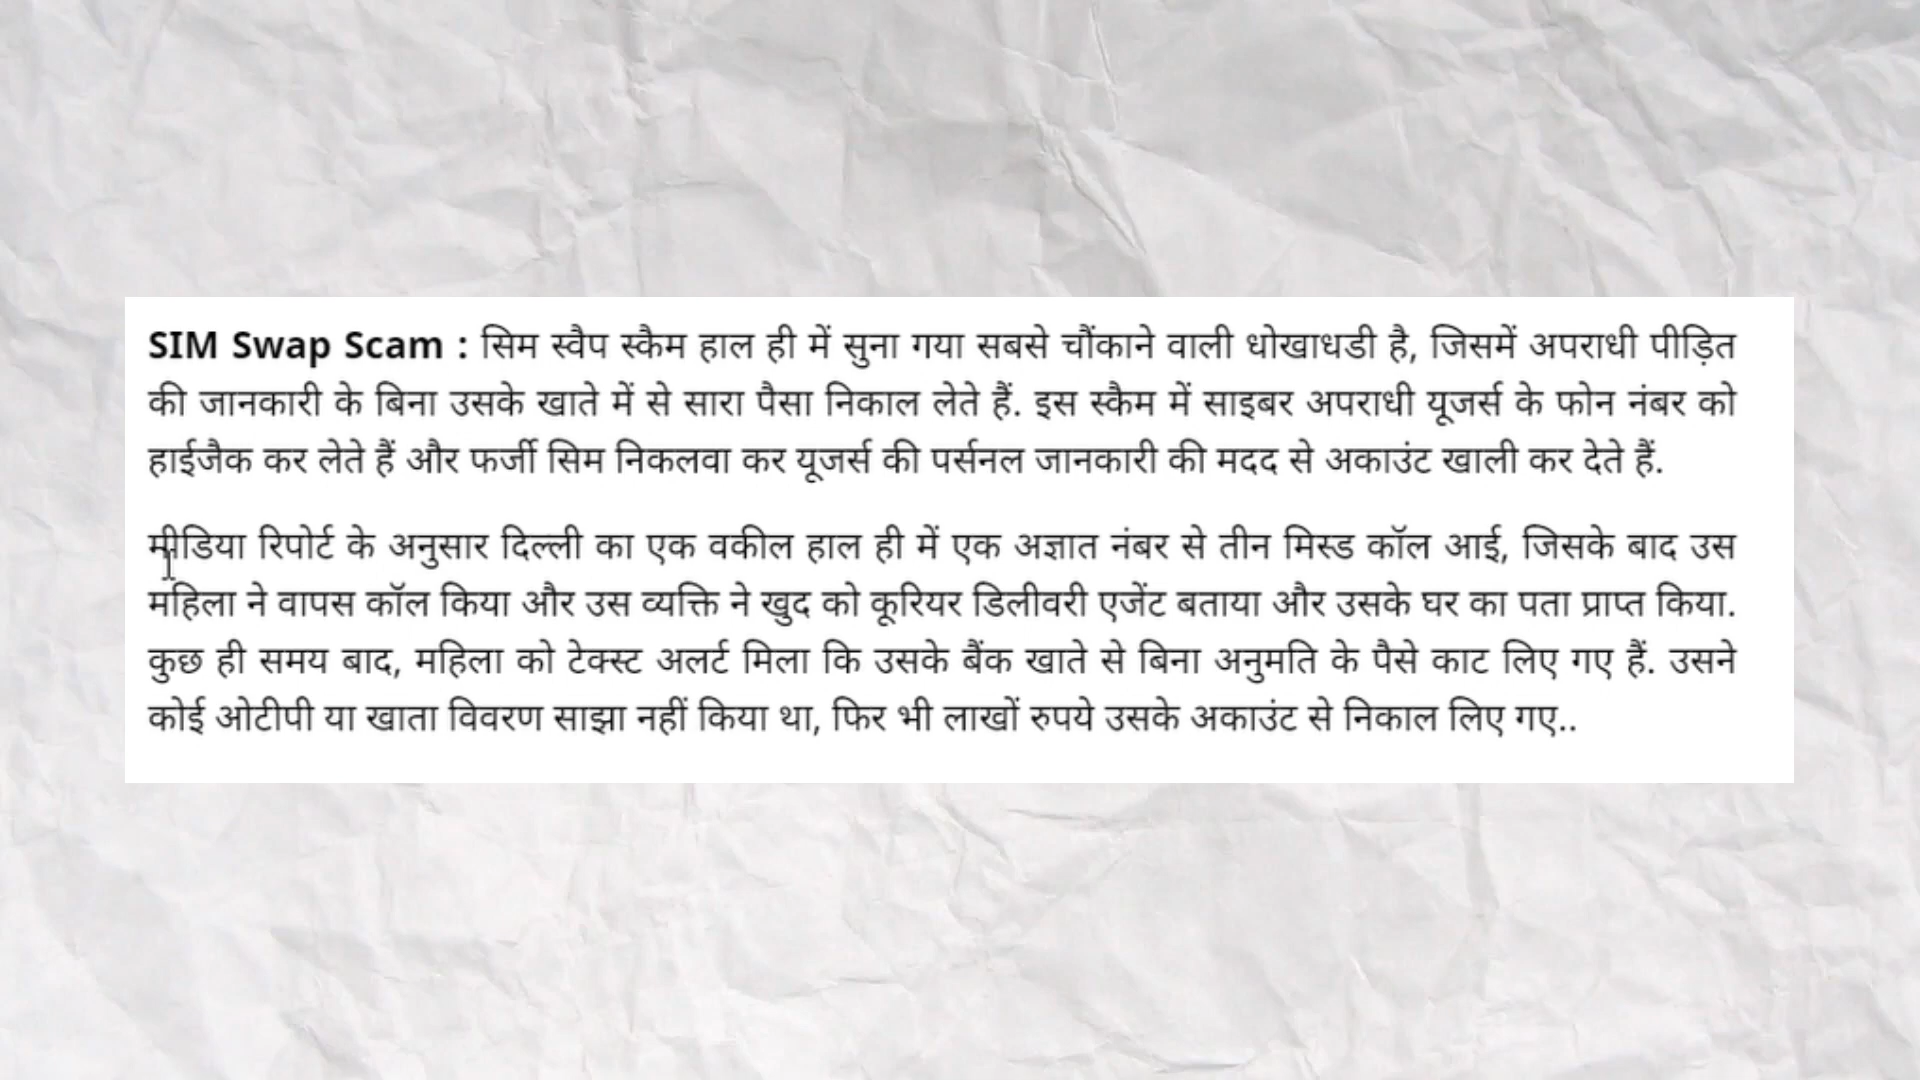 SIM Swap Scam : सिम स्वैप स्कैम हाल ही में सुना गया सबसे चौंकाने वाली धोखाधडी है, जिसमें अपराधी पीड़ित
की जानकारी के बिना उसके खाते में से सारा पैसा निकाल लेते हैं. इस स्कैम में साइबर अपराधी यूजर्स के फोन नंबर को
हाईजैक कर लेते हैं और फर्जी सिम निकलवा कर यूजर्स की पर्सनल जानकारी की मदद से अकाउंट खाली कर देते हैं.
मीडिया रिपोर्ट के अनुसार दिल्ली का एक वकील हाल ही में एक अज्ञात नंबर से तीन मिस्ड कॉल आई, जिसके बाद उस
महिला ने वापस कॉल किया और उस व्यक्ति ने खुद को कूरियर डिलीवरी एजेंट बताया और उसके घर का पता प्राप्त किया.
कुछ ही समय बाद, महिला को टेक्स्ट अलर्ट मिला कि उसके बैंक खाते से बिना अनुमति के पैसे काट लिए गए हैं. उसने
कोई ओटीपी या खाता विवरण साझा नहीं किया था, फिर भी लाखों रुपये उसके अकाउंट से निकाल लिए गए..